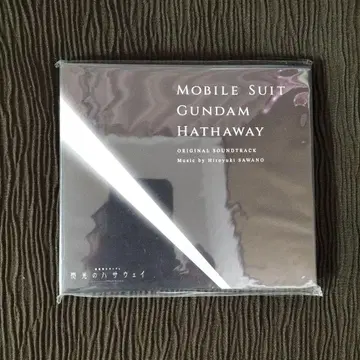 MOBILE SUIT
GUNDAM
HATHAWAY
ORIGINAL SOUNDTRACK
Music by Hiroyuki SAWANO
閃光のハサウェイ